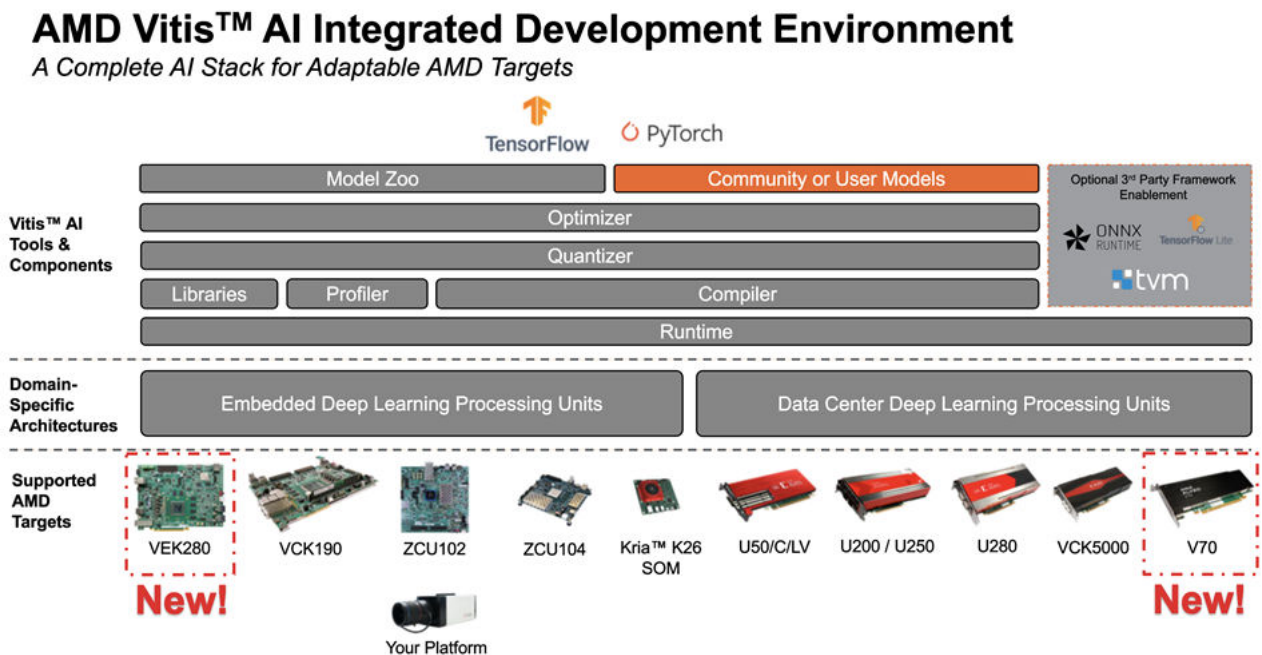 AMD Vitis™ AI Integrated Development Environment
A Complete AI Stack for Adaptable AMD Targets
TensorFlow
PyTorch
Model Zoo
Community or User Models
Optional 3rd Party Framework
Enablement
Vitis™ AI
Tools &
Components
Optimizer
ONNX
RUNTIME
TensorFlow Lite
Quantizer
tvm
Libraries
Profiler
Compiler
Runtime
Domain-
Specific
Architectures
Embedded Deep Learning Processing Units
Data Center Deep Learning Processing Units
Supported
AMD
Targets
VEK280
VCK190
ZCU102
ZCU104
Kria™ K26
SOM
U50/C/LV
U200 / U250
U280
VCK5000
V70
New!
New!
Your Platform